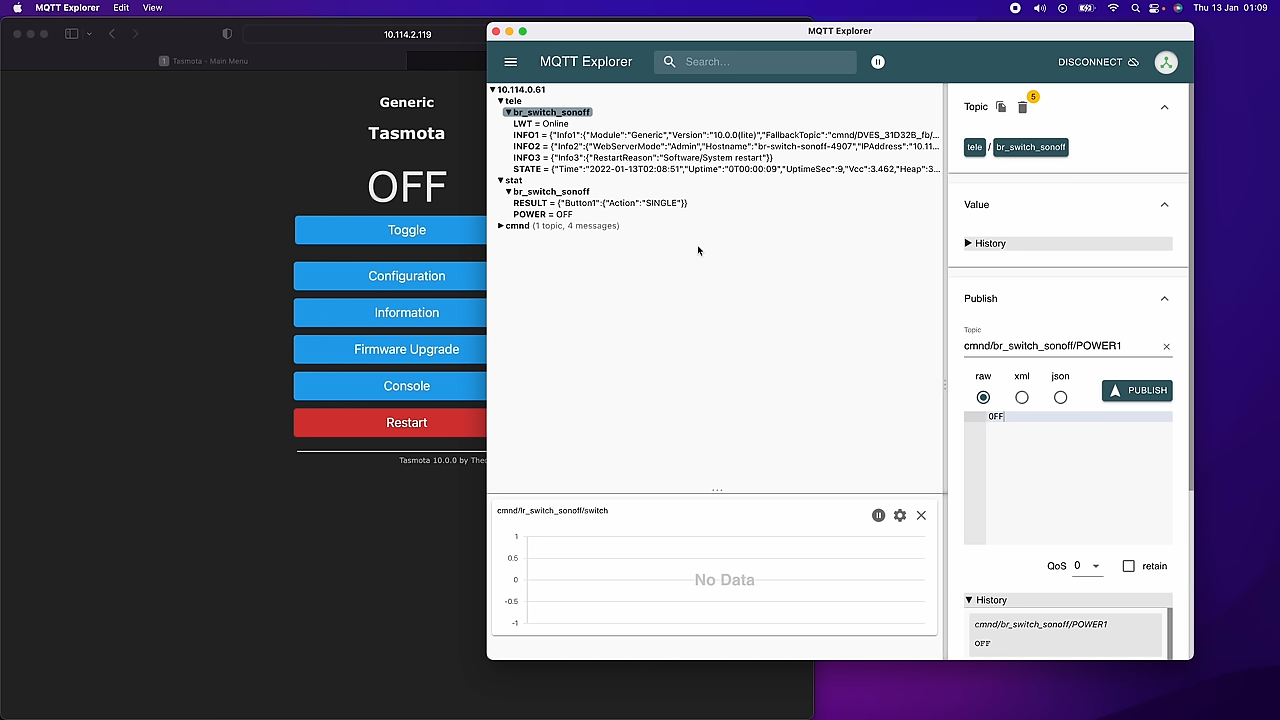 MQTT Explorer Edit View
Thu 13 Jan 01:09
10.114.2.119
1 Tasmota - Main Menu
Generic
Tasmota
OFF
Toggle
Configuration
Information
Firmware Upgrade
Console
Restart
Tasmota 10.0.0 by Theo
MQTT Explorer
MQTT Explorer
Search...
DISCONNECT
10.114.0.61
tele
br_switch_sonoff
LWT = Online
INFO1 = {"Info1":{"Module":"Generic","Version":"10.0.0(lite)","FallbackTopic":"cmnd/DVES_31D32B_fb/...
INFO2 = {"Info2":{"WebServerMode":"Admin","Hostname":"br-switch-sonoff-4907","IPAddress":"10.11...
INFO3 = {"Info3":{"RestartReason":"Software/System restart"}}
STATE = {"Time":"2022-01-13T02:08:51","Uptime":"0T00:00:09","UptimeSec":9,"Vcc":3.462,"Heap":3...
stat
br_switch_sonoff
RESULT = {"Button1":{"Action":"SINGLE"}}
POWER = OFF
cmnd (1 topic, 4 messages)
cmnd/lr_switch_sonoff/switch
1
0.5
0
-0.5
-1
No Data
Topic
5
tele / br_switch_sonoff
Value
History
Publish
Topic
cmnd/br_switch_sonoff/POWER1
raw xml json
PUBLISH
OFF
QoS 0 retain
History
cmnd/br_switch_sonoff/POWER1
OFF